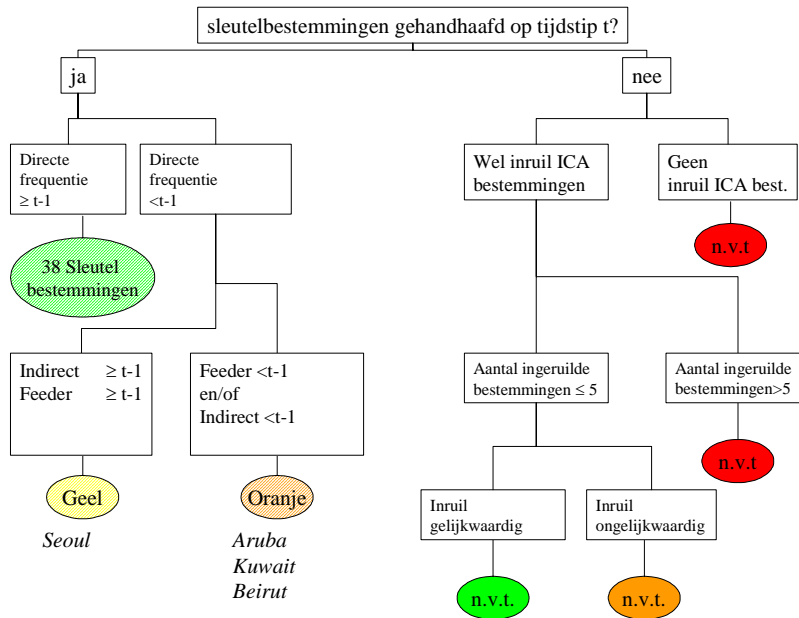 sleutelbestemmingen gehandhaafd op tijdstip t?
ja
nee
Directe
frequentie
≥ t-1
Directe
frequentie
<t-1
Wel inruil ICA
bestemmingen
Geen
inruil ICA best.
38 Sleutel
bestemmingen
n.v.t
Indirect ≥ t-1
Feeder ≥ t-1
Feeder <t-1
en/of
Indirect <t-1
Aantal ingeruilde
bestemmingen ≤ 5
Aantal ingeruilde
bestemmingen>5
n.v.t
Geel
Oranje
Inruil
gelijkwaardig
Inruil
ongelijkwaardig
Seoul
Aruba
Kuwait
Beirut
n.v.t.
n.v.t.